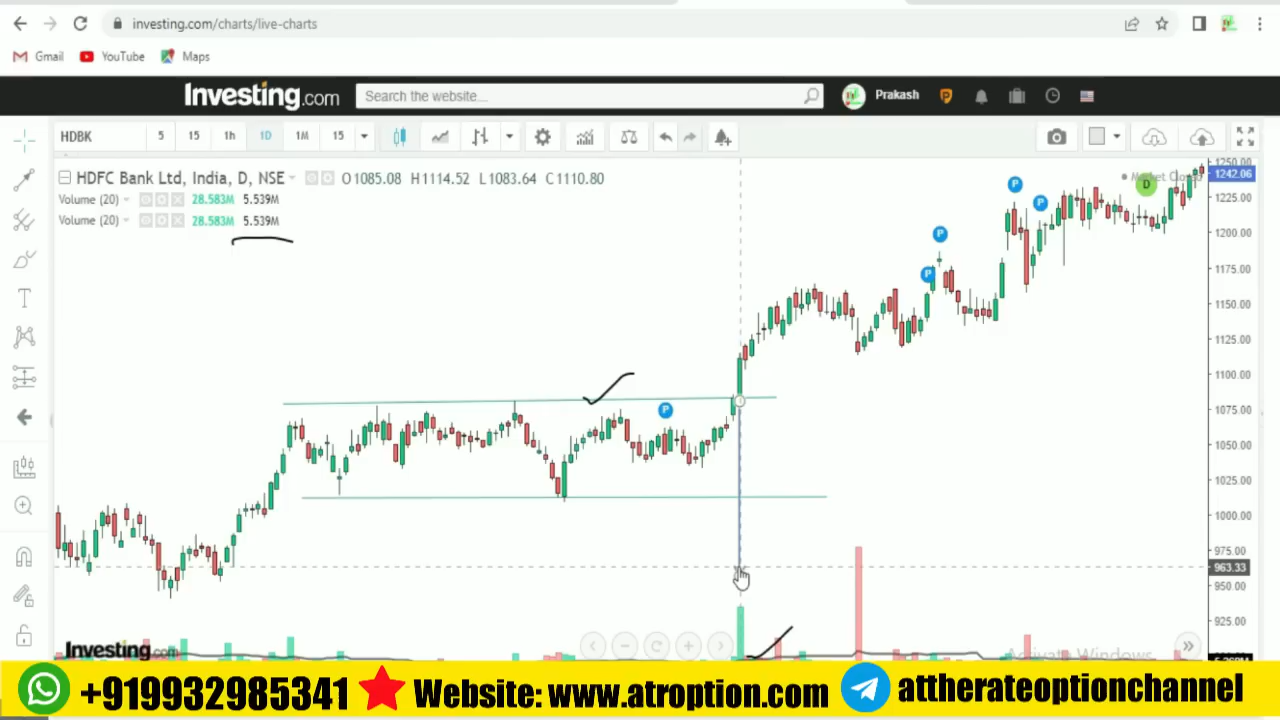 investing.com/charts/live-charts
Gmail YouTube Maps
Investing.com Search the website... Prakash
HDBK 5 15 1h 1D 1M 15
HDFC Bank Ltd, India, D, NSE O1085.08 H1114.52 L1083.64 C1110.80
Volume (20) 28.583M 5.539M
Volume (20) 28.583M 5.539M
Market Closed
P
P
P
P
P
D
1250.00
1242.06
1225.00
1200.00
1175.00
1150.00
1125.00
1100.00
1075.00
1050.00
1025.00
1000.00
975.00
963.33
950.00
925.00
Investing.com
Activate Windows
+919932985341 Website: www.atroption.com attherateoptionchannel